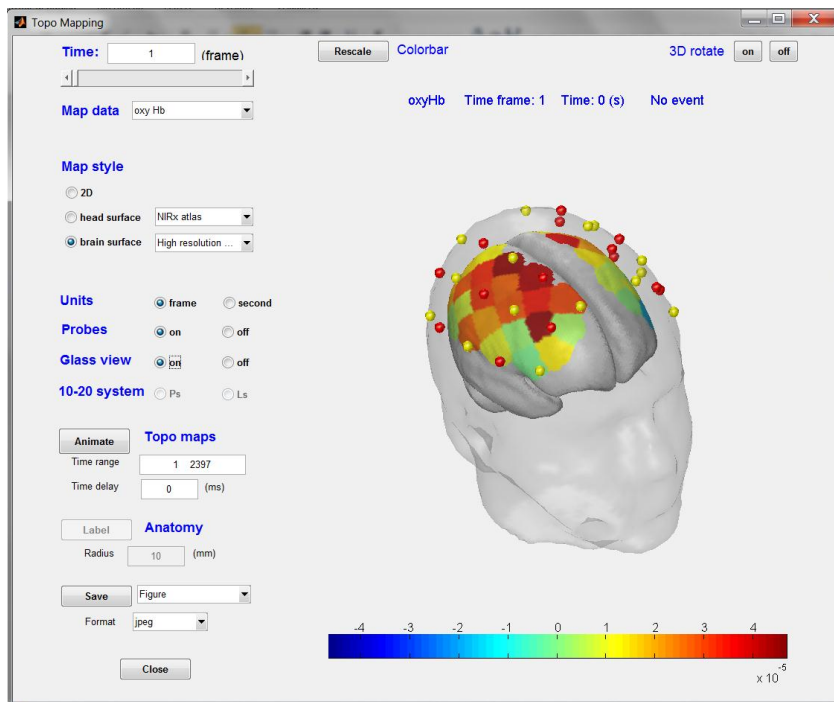 Topo Mapping
Time: 1 (frame)
Rescale Colorbar
3D rotate on off
Map data oxy Hb
oxyHb Time frame: 1 Time: 0 (s) No event
Map style
2D
head surface NIRx atlas
brain surface High resolution ...
Units frame second
Probes on off
Glass view on off
10-20 system Ps Ls
Animate Topo maps
Time range 1 2397
Time delay 0 (ms)
Label Anatomy
Radius 10 (mm)
Save Figure
Format jpeg
Close
-4 -3 -2 -1 0 1 2 3 4
x 10 -5